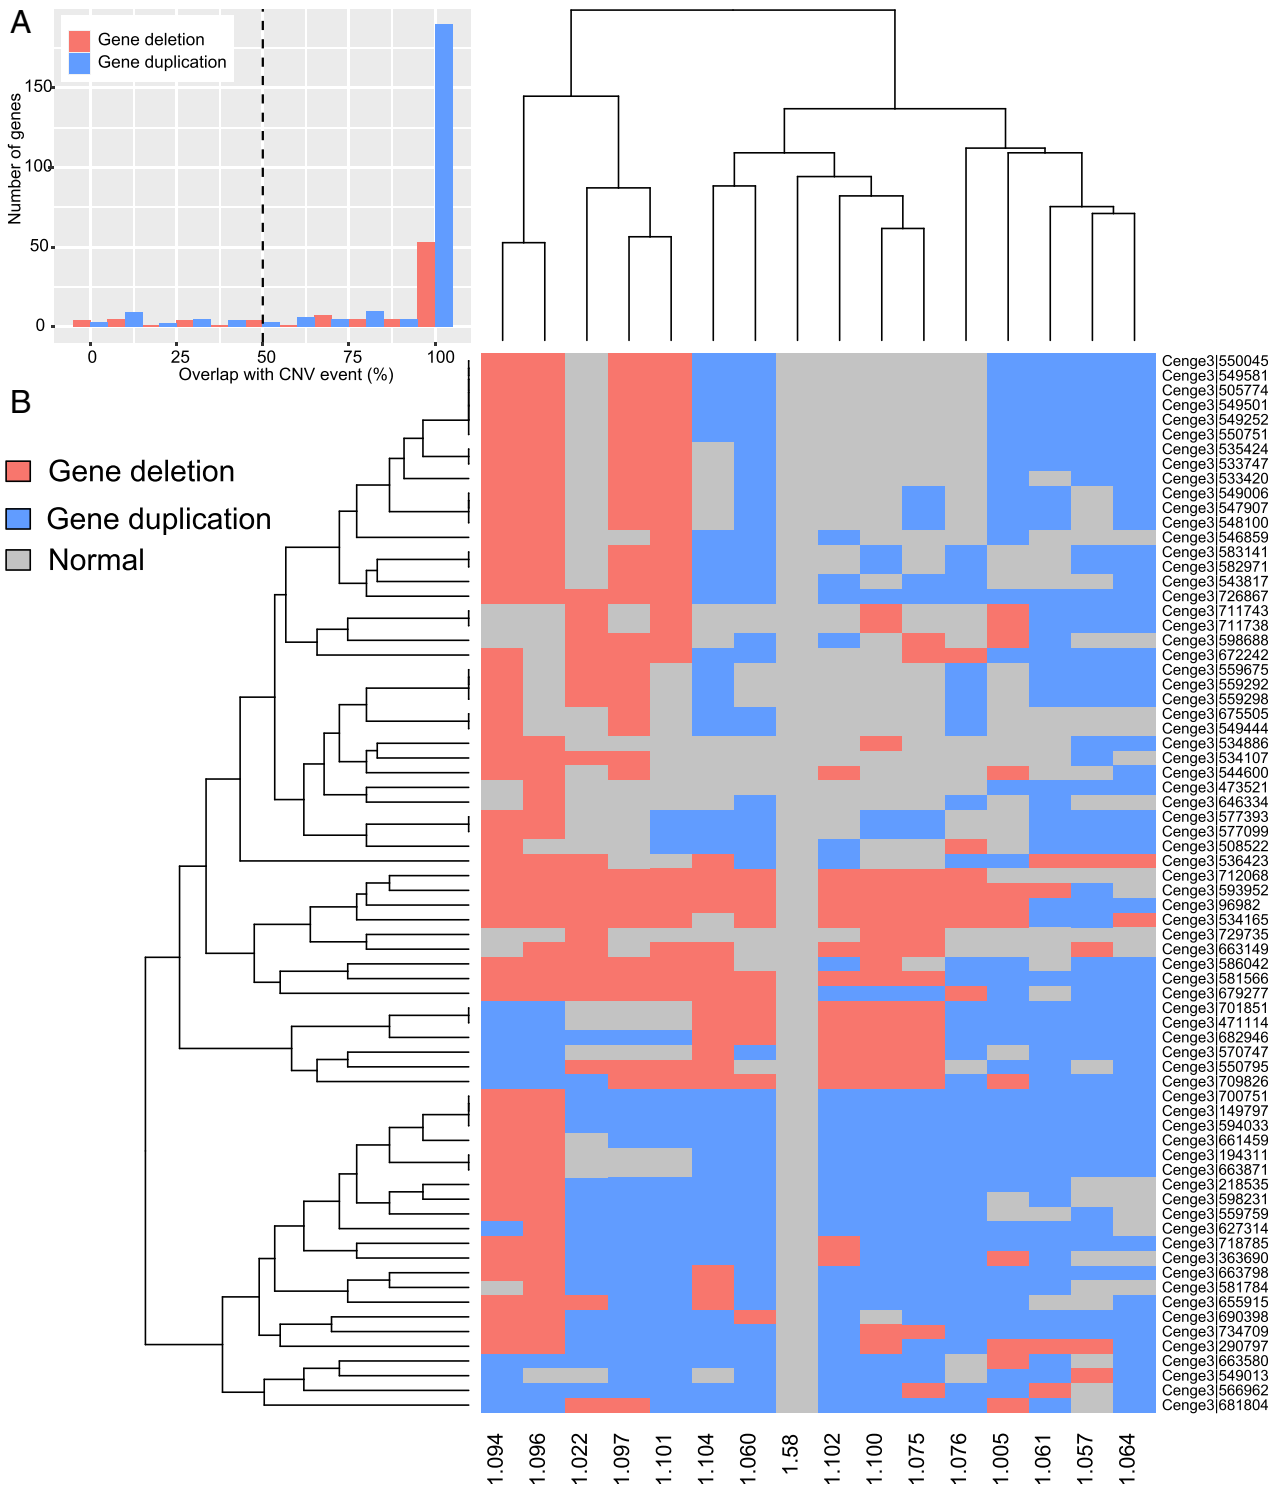 A
Gene deletion
Gene duplication
Number of genes
150
100
50
0
0 25 50 75 100
Overlap with CNV event (%)
B
Gene deletion
Gene duplication
Normal
Cenge3|550045
Cenge3|549581
Cenge3|505774
Cenge3|549501
Cenge3|549252
Cenge3|550751
Cenge3|535424
Cenge3|533747
Cenge3|533420
Cenge3|549006
Cenge3|547907
Cenge3|548100
Cenge3|546859
Cenge3|583141
Cenge3|582971
Cenge3|543817
Cenge3|726867
Cenge3|711743
Cenge3|711738
Cenge3|598688
Cenge3|672242
Cenge3|559675
Cenge3|559292
Cenge3|559298
Cenge3|675505
Cenge3|549444
Cenge3|534886
Cenge3|534107
Cenge3|544600
Cenge3|473521
Cenge3|646334
Cenge3|577393
Cenge3|577099
Cenge3|508522
Cenge3|536423
Cenge3|712068
Cenge3|593952
Cenge3|96982
Cenge3|534165
Cenge3|729735
Cenge3|663149
Cenge3|586042
Cenge3|581566
Cenge3|679277
Cenge3|701851
Cenge3|471114
Cenge3|682946
Cenge3|570747
Cenge3|550795
Cenge3|709826
Cenge3|700751
Cenge3|149797
Cenge3|594033
Cenge3|661459
Cenge3|194311
Cenge3|663871
Cenge3|218535
Cenge3|598231
Cenge3|559759
Cenge3|627314
Cenge3|718785
Cenge3|363690
Cenge3|663798
Cenge3|581784
Cenge3|655915
Cenge3|690398
Cenge3|734709
Cenge3|290797
Cenge3|663580
Cenge3|549013
Cenge3|566962
Cenge3|681804
1.094 1.096 1.022 1.097 1.101 1.104 1.060 1.58 1.102 1.100 1.075 1.076 1.005 1.061 1.057 1.064